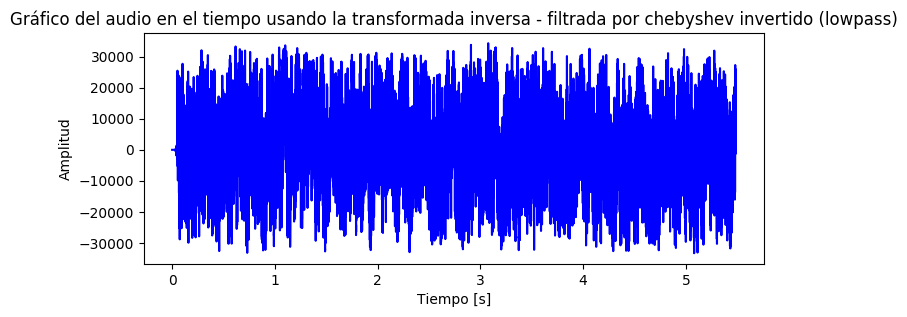 Gráfico del audio en el tiempo usando la transformada inversa - filtrada por chebyshev invertido (lowpass)
30000
20000
10000
0
−10000
−20000
−30000
Amplitud
0 1 2 3 4 5
Tiempo [s]